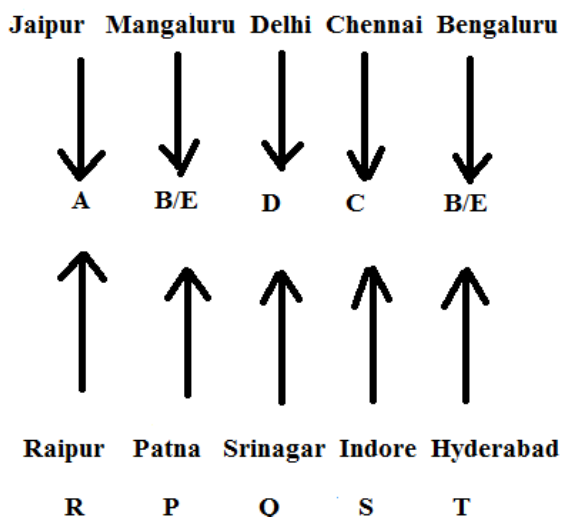 Jaipur Mangaluru Delhi Chennai Bengaluru
A B/E D C B/E
Raipur Patna Srinagar Indore Hyderabad
R P Q S T